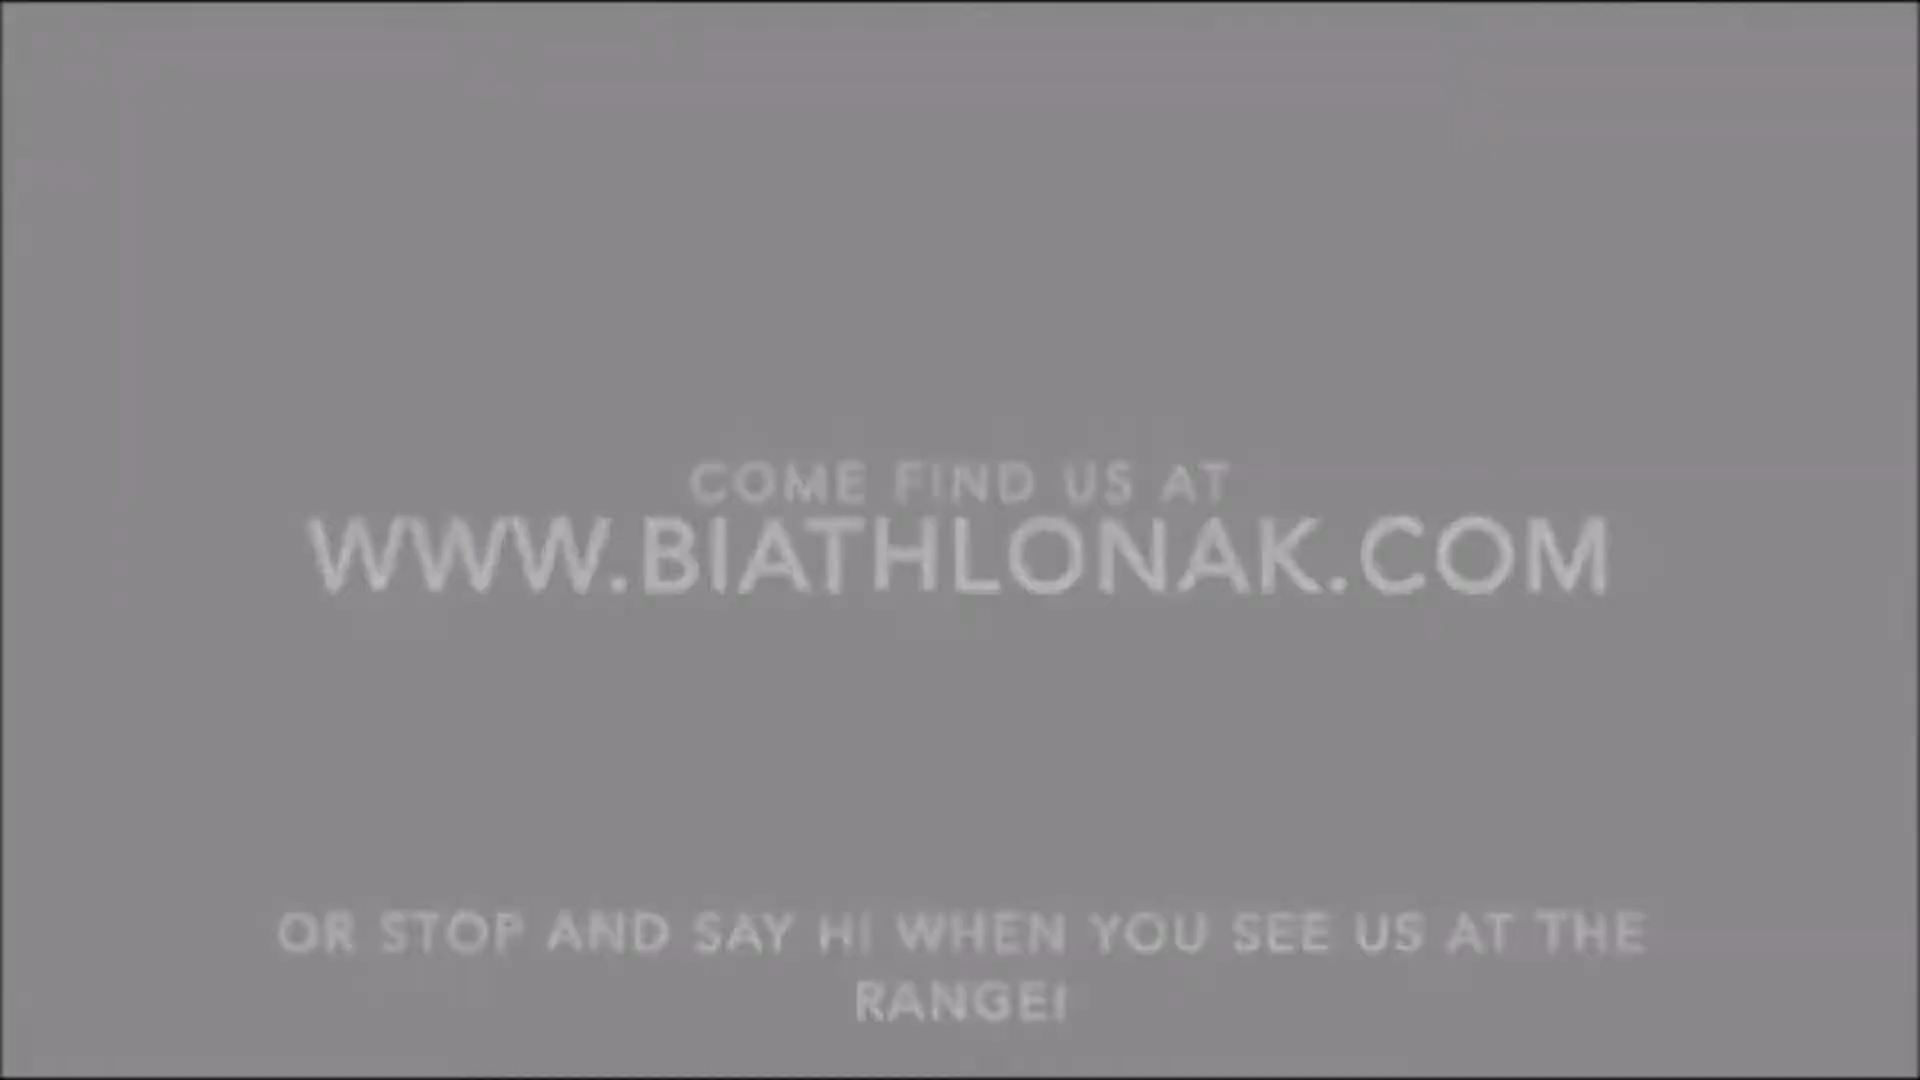 COME FIND US AT
WWW.BIATHLONAK.COM
OR STOP AND SAY HI WHEN YOU SEE US AT THE
RANGE!